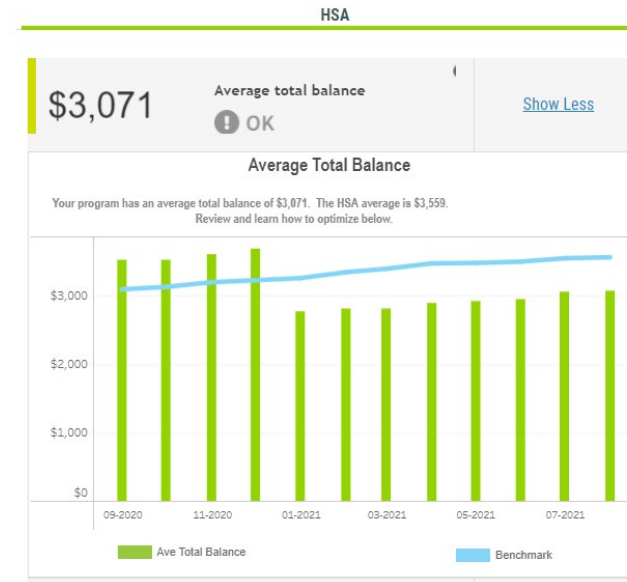 HSA
$3,071
Average total balance
! OK
Show Less
Average Total Balance
Your program has an average total balance of $3,071. The HSA average is $3,559.
Review and learn how to optimize below.
$3,000
$2,000
$1,000
$0
09-2020 11-2020 01-2021 03-2021 05-2021 07-2021
Ave Total Balance
Benchmark